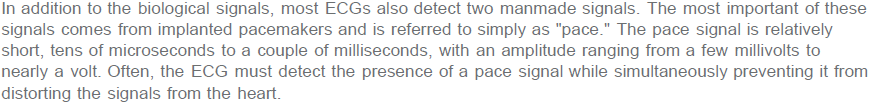 In addition to the biological signals, most ECGs also detect two manmade signals. The most important of these
signals comes from implanted pacemakers and is referred to simply as "pace." The pace signal is relatively
short, tens of microseconds to a couple of milliseconds, with an amplitude ranging from a few millivolts to
nearly a volt. Often, the ECG must detect the presence of a pace signal while simultaneously preventing it from
distorting the signals from the heart.